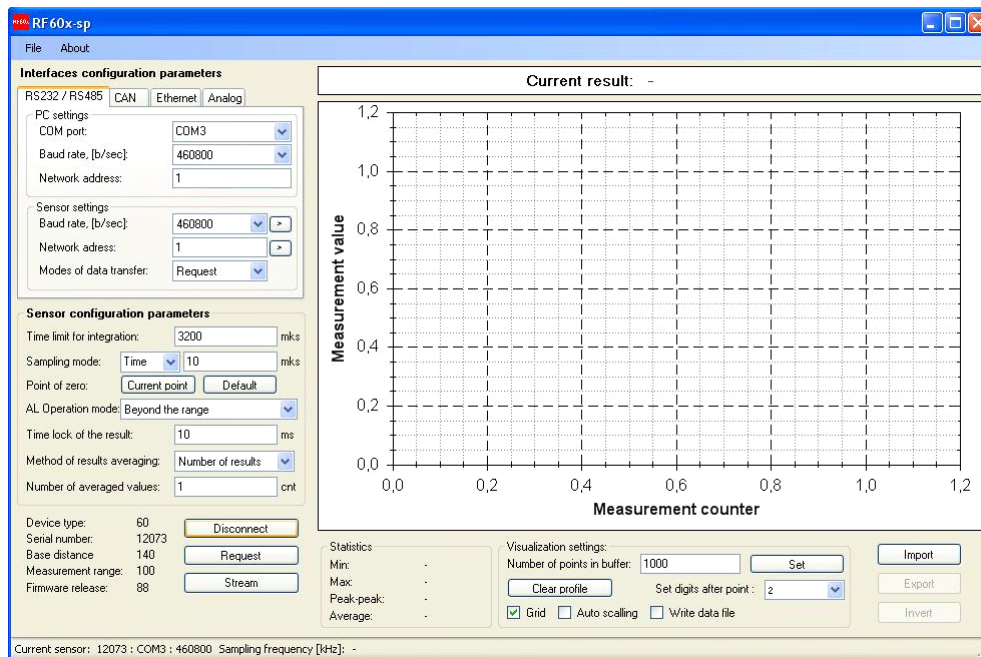 RF60x RF60x-sp
File About
Interfaces configuration parameters
RS232 / RS485 CAN Ethernet Analog
PC settings
COM port: COM3
Baud rate, [b/sec]: 460800
Network address: 1
Sensor settings
Baud rate, [b/sec]: 460800 >
Network adress: 1 >
Modes of data transfer: Request
Sensor configuration parameters
Time limit for integration: 3200 mks
Sampling mode: Time 10 mks
Point of zero: Current point Default
AL Operation mode: Beyond the range
Time lock of the result: 10 ms
Method of results averaging: Number of results
Number of averaged values: 1 cnt
Device type: 60
Serial number: 12073
Base distance 140
Measurement range: 100
Firmware release: 88
Disconnect
Request
Stream
Current result: -
Measurement value
1,2
1,0
0,8
0,6
0,4
0,2
0,0
0,0 0,2 0,4 0,6 0,8 1,0 1,2
Measurement counter
Statistics
Min: -
Max: -
Peak-peak: -
Average: -
Visualization settings:
Number of points in buffer: 1000 Set
Clear profile Set digits after point : 2
Grid Auto scalling Write data file
Import
Export
Invert
Current sensor: 12073 : COM3 : 460800 Sampling frequency [kHz]: -